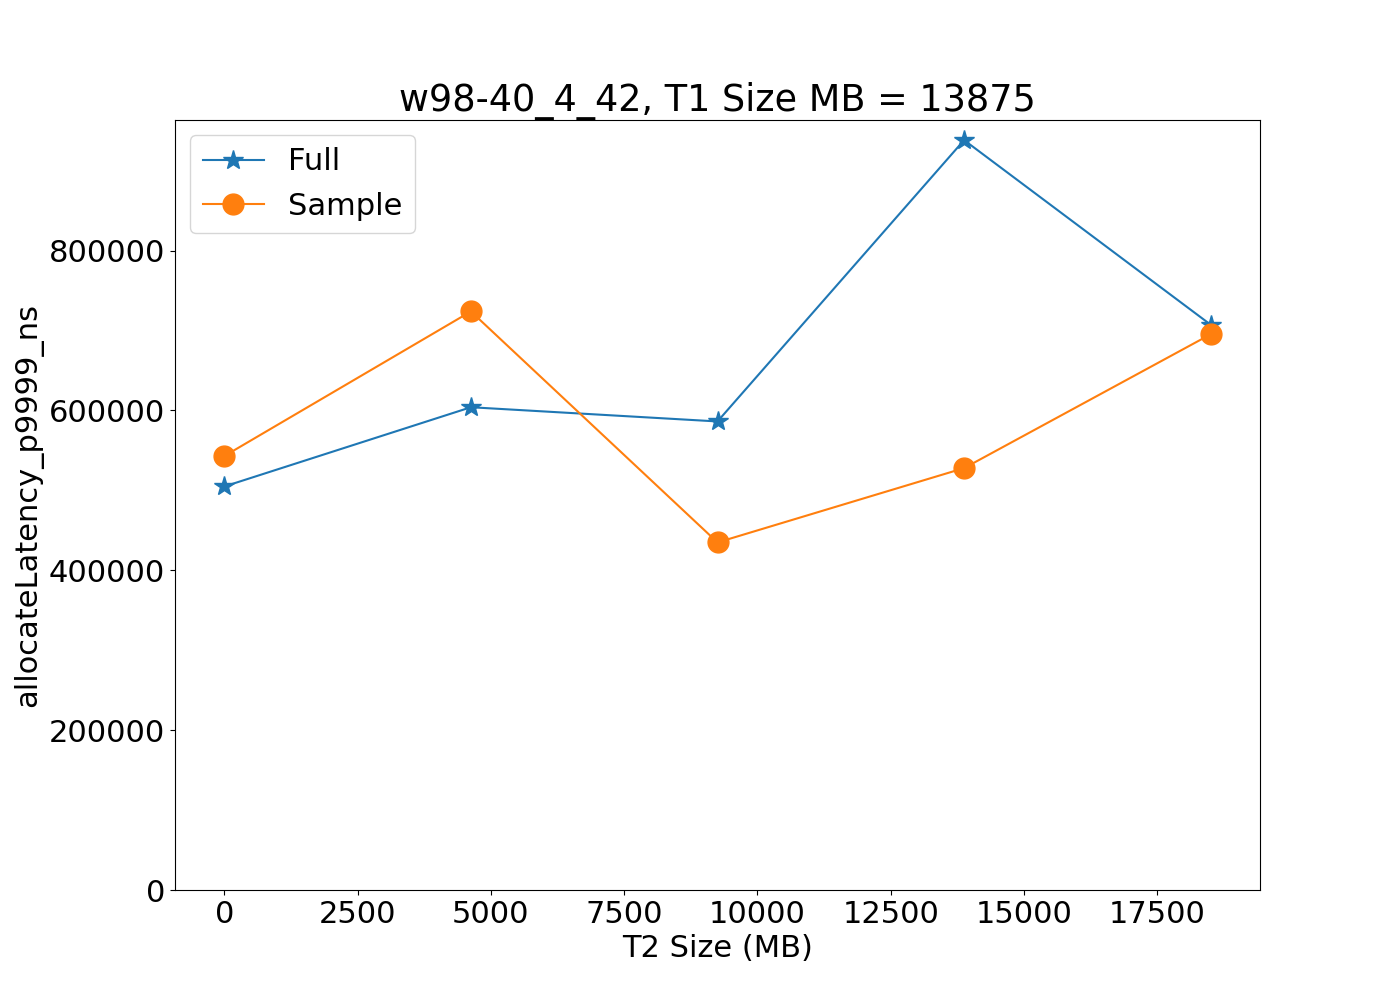 w98-40_4_42, T1 Size MB = 13875
Full
Sample
allocateLatency_p9999_ns
800000
600000
400000
200000
0
0 2500 5000 7500 10000 12500 15000 17500
T2 Size (MB)